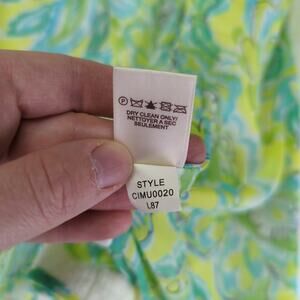 P
DRY CLEAN ONLY/
NETTOYER A SEC
SEULEMENT
STYLE
CIMU0020
L87